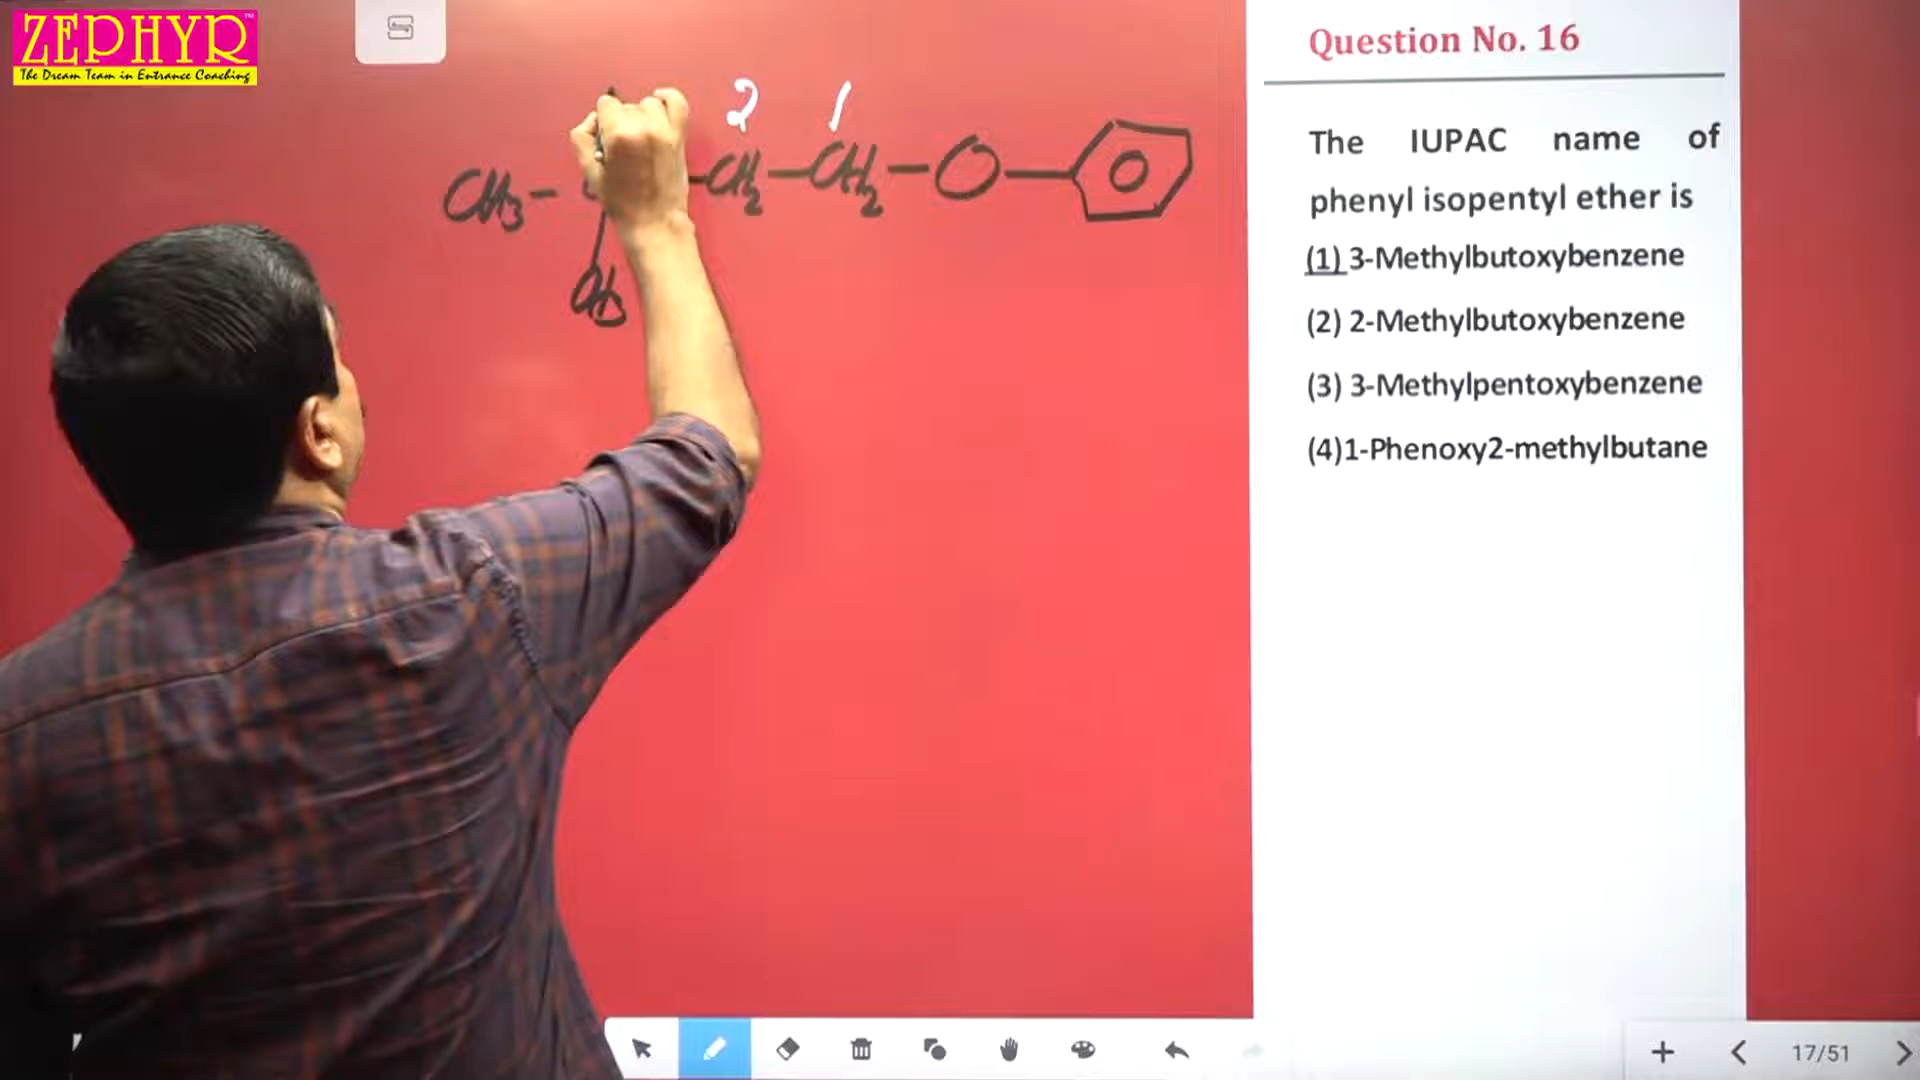 ZEPHYR™
The Dream Team in Entrance Coaching
2 1
CH3 - CH2 - CH2 - O -
CH3
Question No. 16
The IUPAC name of
phenyl isopentyl ether is
(1) 3-Methylbutoxybenzene
(2) 2-Methylbutoxybenzene
(3) 3-Methylpentoxybenzene
(4)1-Phenoxy2-methylbutane
17/51